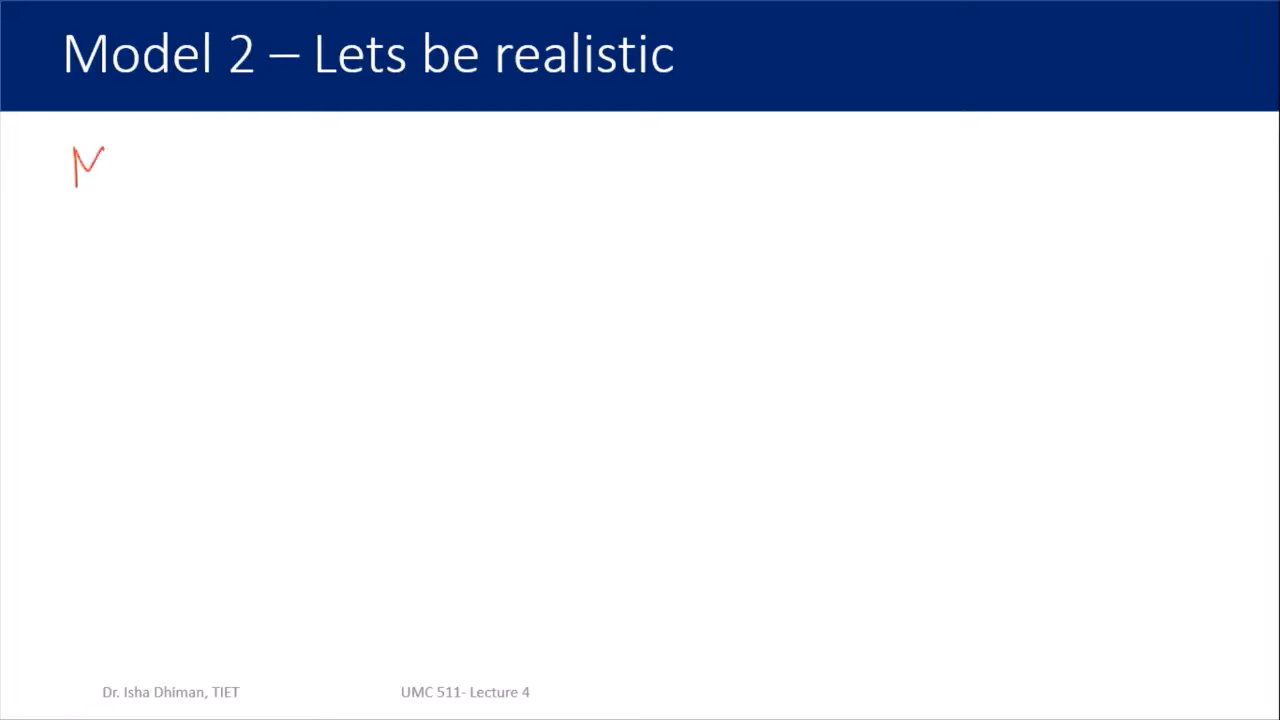 Model 2 – Lets be realistic
Dr. Isha Dhiman, TIET
UMC 511- Lecture 4